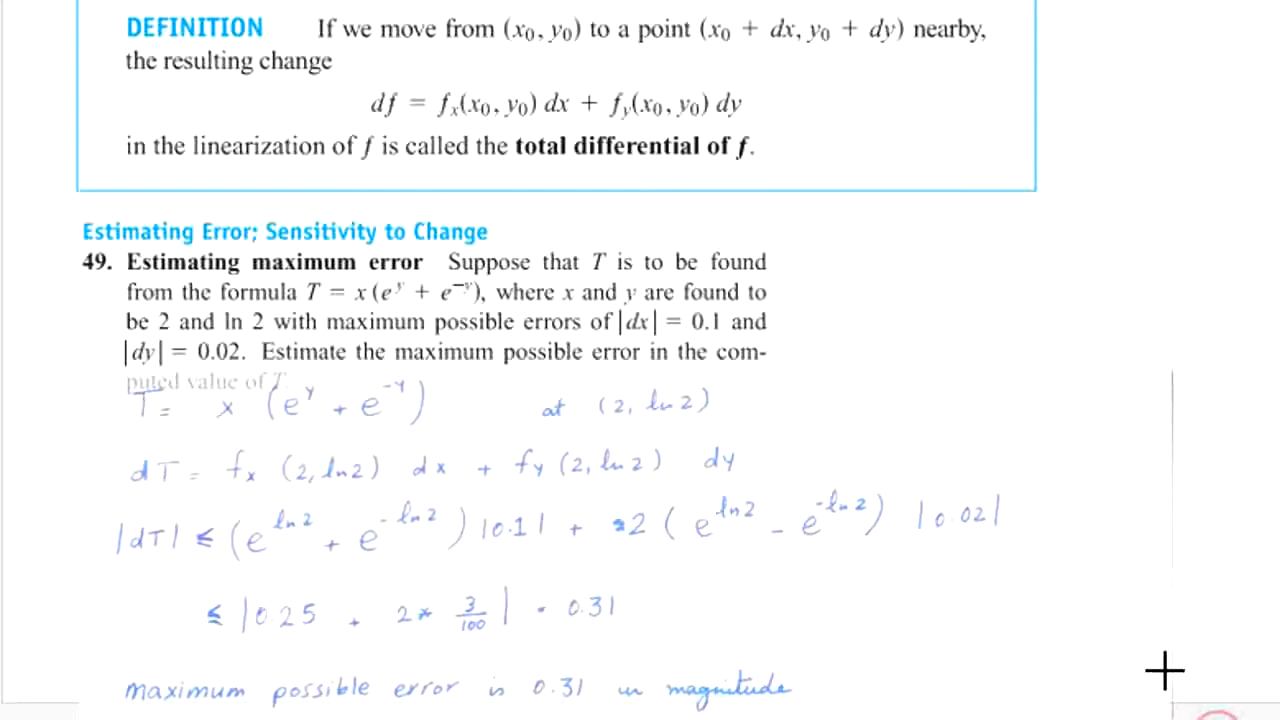 DEFINITION If we move from (x₀, y₀) to a point (x₀ + dx, y₀ + dy) nearby,
the resulting change
df = fₓ(x₀, y₀) dx + f_y(x₀, y₀) dy
in the linearization of f is called the total differential of f.
Estimating Error; Sensitivity to Change
49. Estimating maximum error Suppose that T is to be found
from the formula T = x (e^y + e^−y), where x and y are found to
be 2 and ln 2 with maximum possible errors of |dx| = 0.1 and
|dy| = 0.02. Estimate the maximum possible error in the com-
puted value of T.
T = x (e^y + e^-y) at (2, ln 2)
dT = fₓ (2, ln 2) dx + f_y (2, ln 2) dy
|dT| ≤ (e^ln 2 + e^-ln 2) |0.1| + 2 (e^ln 2 - e^-ln 2) |0.02|
≤ |0.25 + 2* 3/100| = 0.31
maximum possible error is 0.31 in magnitude